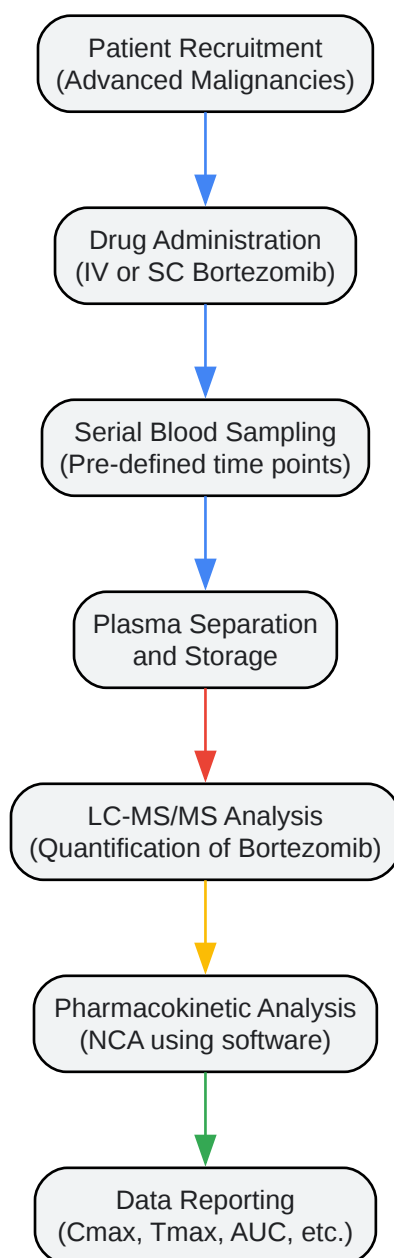 Patient Recruitment
(Advanced Malignancies)
Drug Administration
(IV or SC Bortezomib)
Serial Blood Sampling
(Pre-defined time points)
Plasma Separation
and Storage
LC-MS/MS Analysis
(Quantification of Bortezomib)
Pharmacokinetic Analysis
(NCA using software)
Data Reporting
(Cmax, Tmax, AUC, etc.)